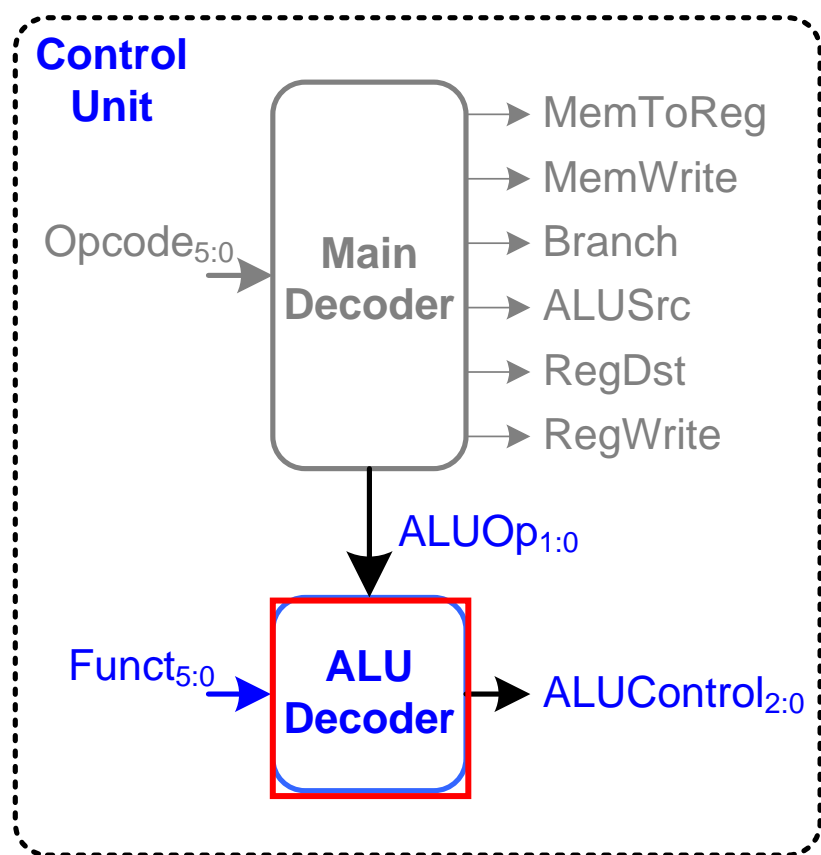 Control
Unit
MemToReg
MemWrite
Opcode5:0
Branch
Main
Decoder
ALUSrc
RegDst
RegWrite
ALUOp1:0
Funct5:0
ALU
Decoder
ALUControl2:0